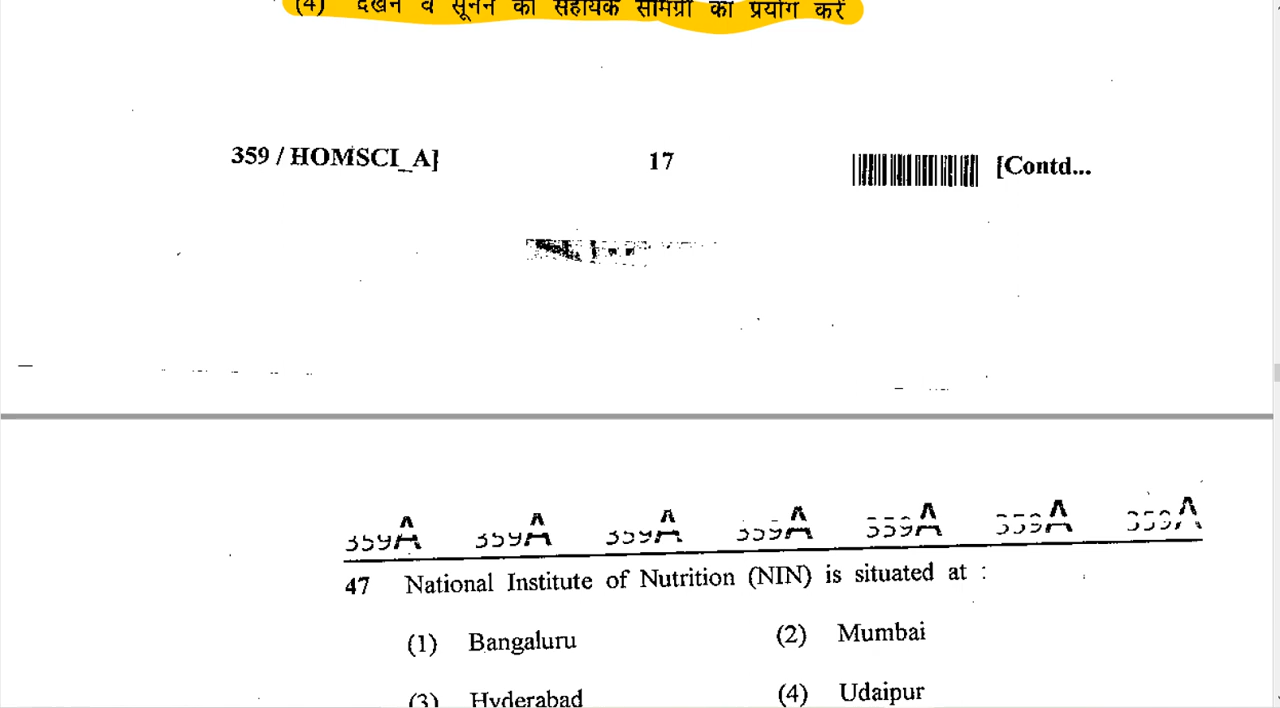 (4) देखने व सूनने की सहायक सामग्री का प्रयोग करें
359 / HOMSCI_A] 17 [Contd...
359A 359A 359A 359A 359A 359A 359A
47 National Institute of Nutrition (NIN) is situated at :
(1) Bangaluru (2) Mumbai
(3) Hyderabad (4) Udaipur